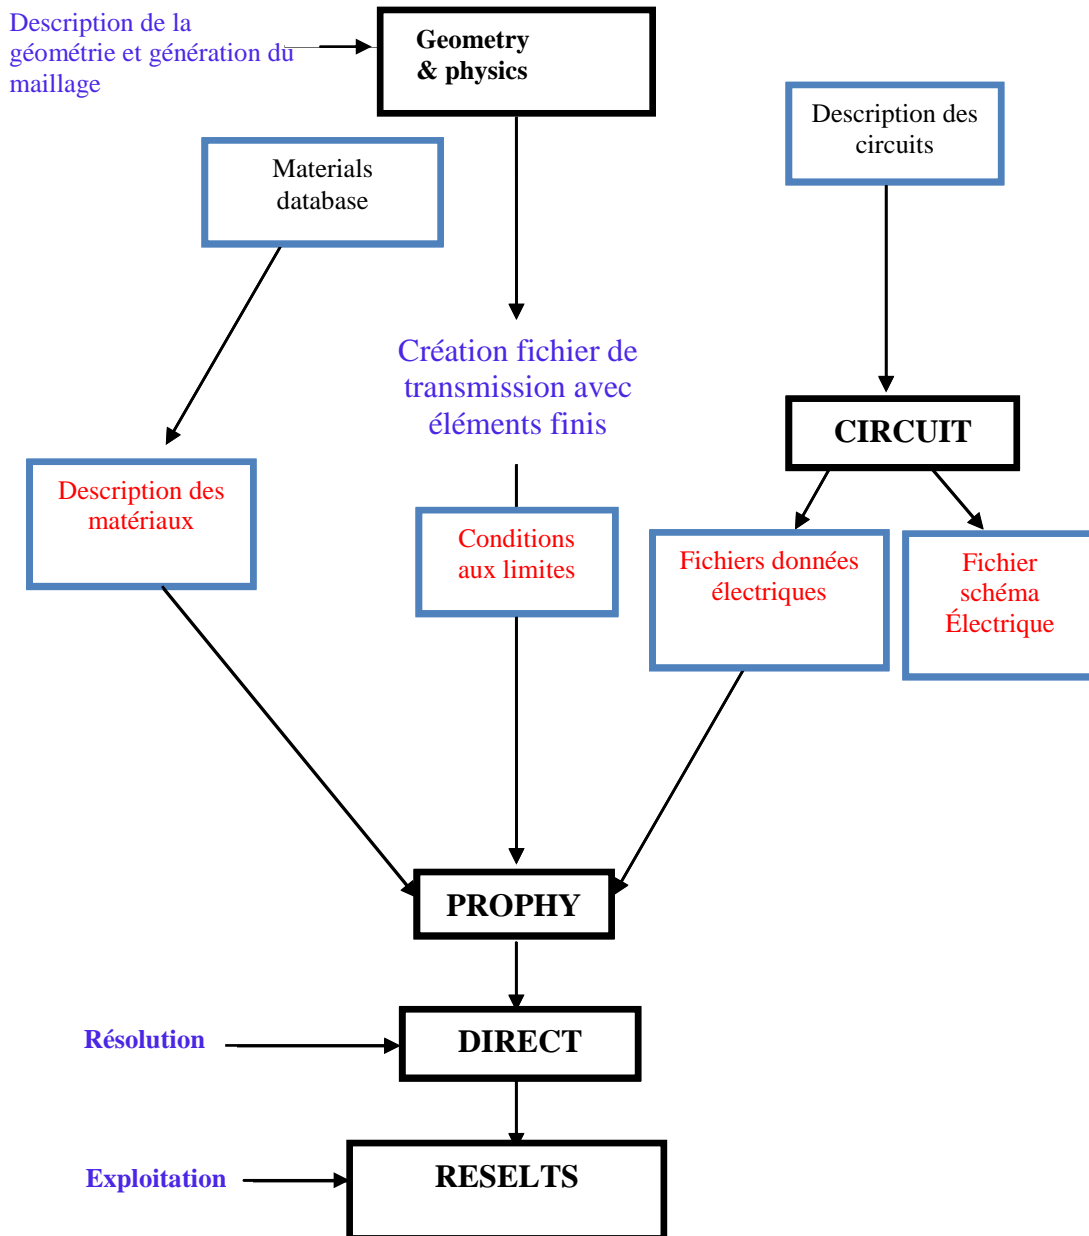 Description de la
géométrie et génération du
maillage
Geometry
& physics
Description des
circuits
Materials
database
Création fichier de
transmission avec
éléments finis
CIRCUIT
Description des
matériaux
Conditions
aux limites
Fichiers données
électriques
Fichier
schéma
Électrique
PROPHY
Résolution
DIRECT
Exploitation
RESELTS